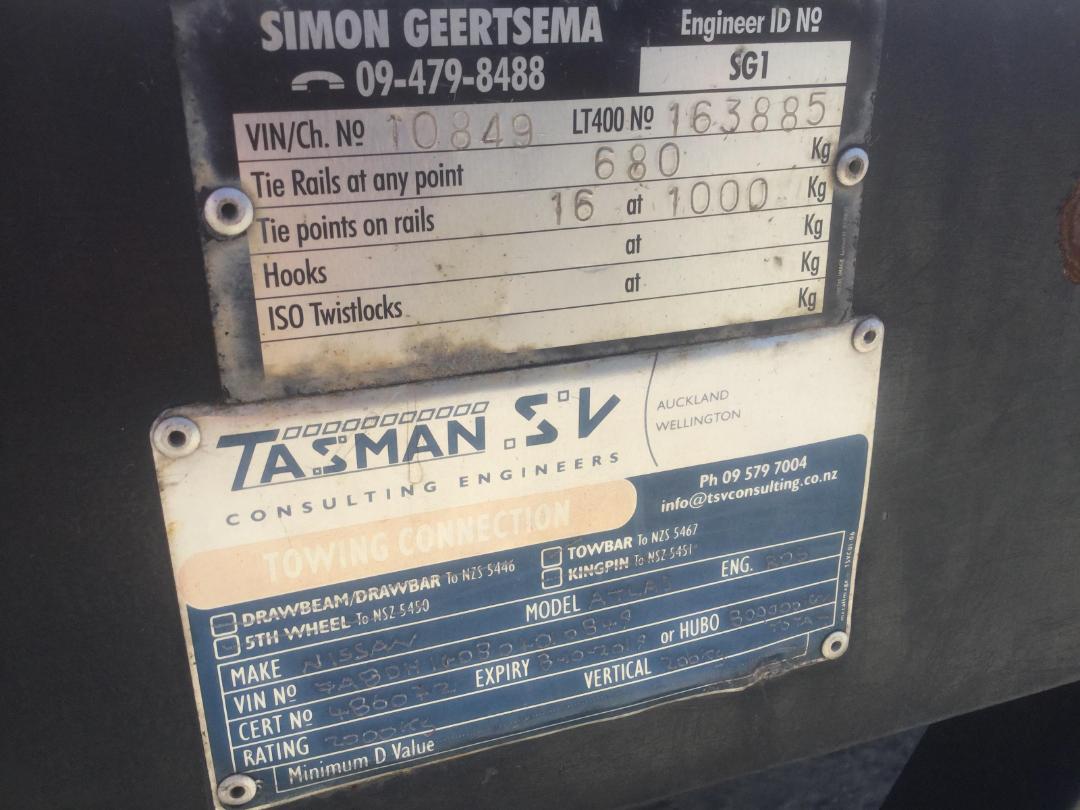 SIMON GEERTSEMA
09-479-8488
Engineer ID Nº
SG1
VIN/Ch. Nº 10849 LT400 Nº 163885
Tie Rails at any point 680 Kg
Tie points on rails 16 at 1000 Kg
Hooks at Kg
ISO Twistlocks at Kg
Kg
TASMAN SV
CONSULTING ENGINEERS
AUCKLAND
WELLINGTON
Ph 09 579 7004
info@tsvconsulting.co.nz
TOWING CONNECTION
DRAWBEAM/DRAWBAR To NZS 5446
TOWBAR To NZS 5467
5TH WHEEL To NSZ 5450
KINGPIN To NSZ 5451
MAKE NISSAN MODEL ATLAS ENG.
VIN Nº
CERT Nº 486072 EXPIRY or HUBO
RATING 2000KG VERTICAL 200KG TOTAL
Minimum D Value